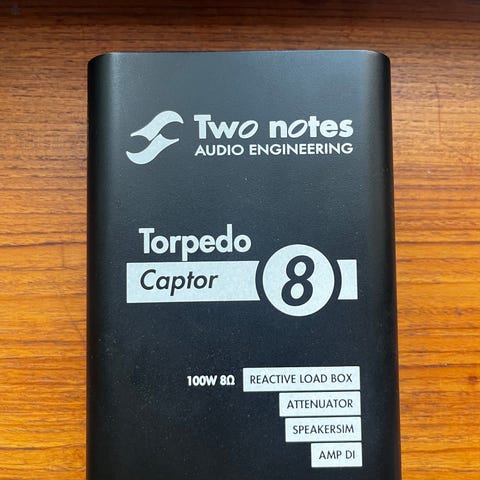 Two notes
AUDIO ENGINEERING
Torpedo
Captor 8
100W 8Ω REACTIVE LOAD BOX
ATTENUATOR
SPEAKERSIM
AMP DI